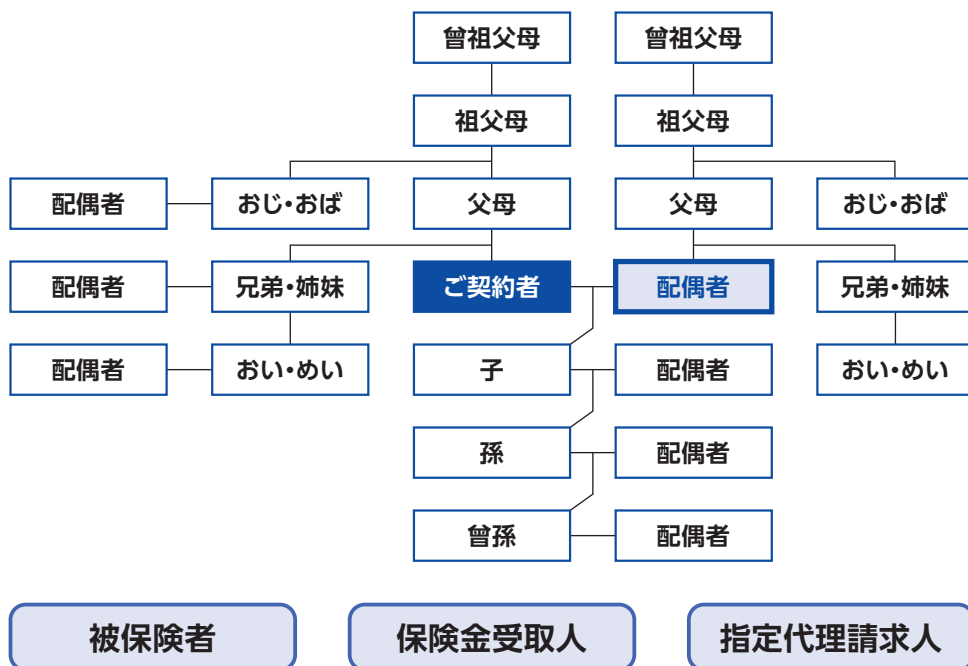 曾祖父母
曾祖父母
祖父母
祖父母
配偶者
おじ・おば
父母
父母
おじ・おば
配偶者
兄弟・姉妹
ご契約者
配偶者
兄弟・姉妹
配偶者
おい・めい
子
配偶者
おい・めい
孫
配偶者
曾孫
配偶者
被保険者
保険金受取人
指定代理請求人